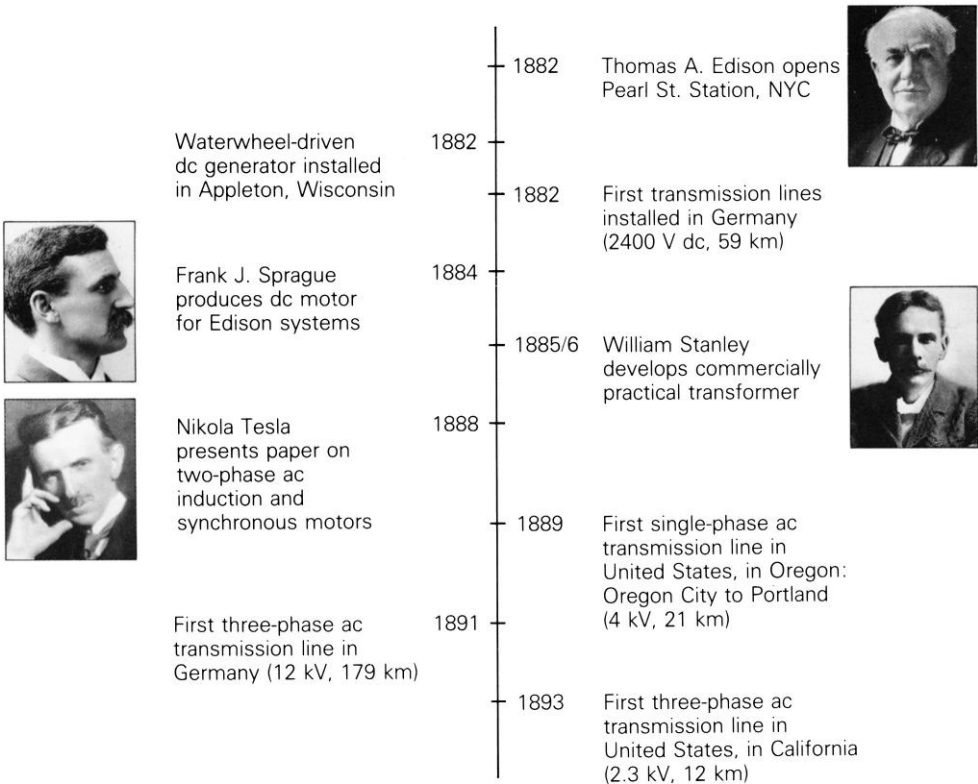 1882
Thomas A. Edison opens
Pearl St. Station, NYC
Waterwheel-driven
dc generator installed
in Appleton, Wisconsin
1882
1882
First transmission lines
installed in Germany
(2400 V dc, 59 km)
Frank J. Sprague
produces dc motor
for Edison systems
1884
1885/6
William Stanley
develops commercially
practical transformer
Nikola Tesla
presents paper on
two-phase ac
induction and
synchronous motors
1888
1889
First single-phase ac
transmission line in
United States, in Oregon:
Oregon City to Portland
(4 kV, 21 km)
First three-phase ac
transmission line in
Germany (12 kV, 179 km)
1891
1893
First three-phase ac
transmission line in
United States, in California
(2.3 kV, 12 km)